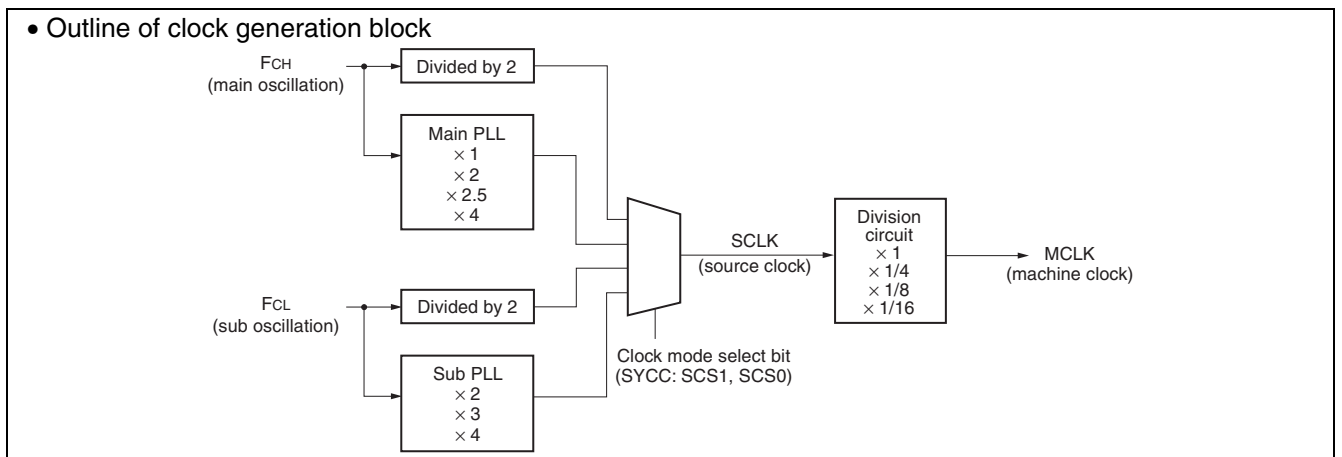 • Outline of clock generation block
FCH
(main oscillation)
Divided by 2
Main PLL
× 1
× 2
× 2.5
× 4
FCL
(sub oscillation)
Divided by 2
Sub PLL
× 2
× 3
× 4
Clock mode select bit
(SYCC: SCS1, SCS0)
SCLK
(source clock)
Division
circuit
× 1
× 1/4
× 1/8
× 1/16
MCLK
(machine clock)